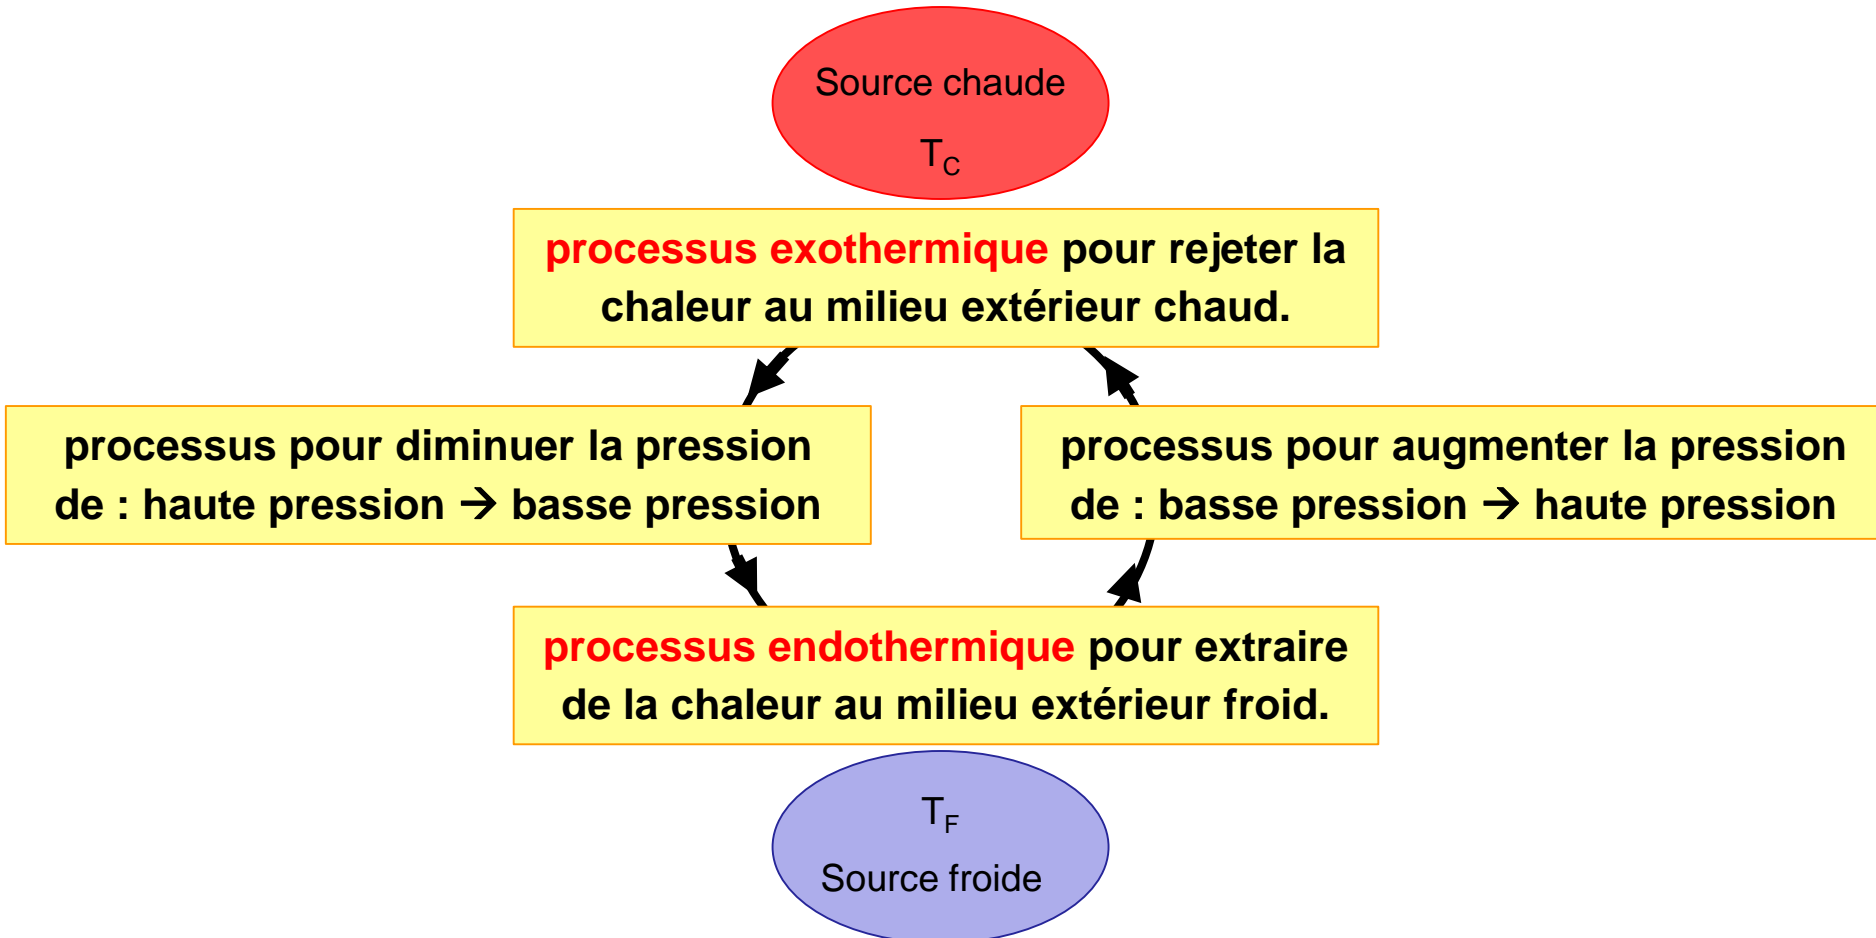 Source chaude
T_C
processus exothermique pour rejeter la
chaleur au milieu extérieur chaud.
processus pour diminuer la pression
de : haute pression → basse pression
processus pour augmenter la pression
de : basse pression → haute pression
processus endothermique pour extraire
de la chaleur au milieu extérieur froid.
T_F
Source froide